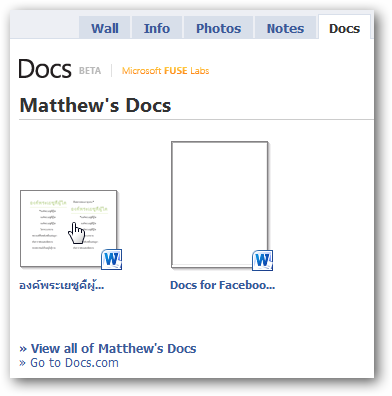 Wall Info Photos Notes Docs
Docs BETA | Microsoft FUSE Labs
Matthew's Docs
องค์พระเยซูคืผู้...
Docs for Faceboo...
» View all of Matthew's Docs
» Go to Docs.com